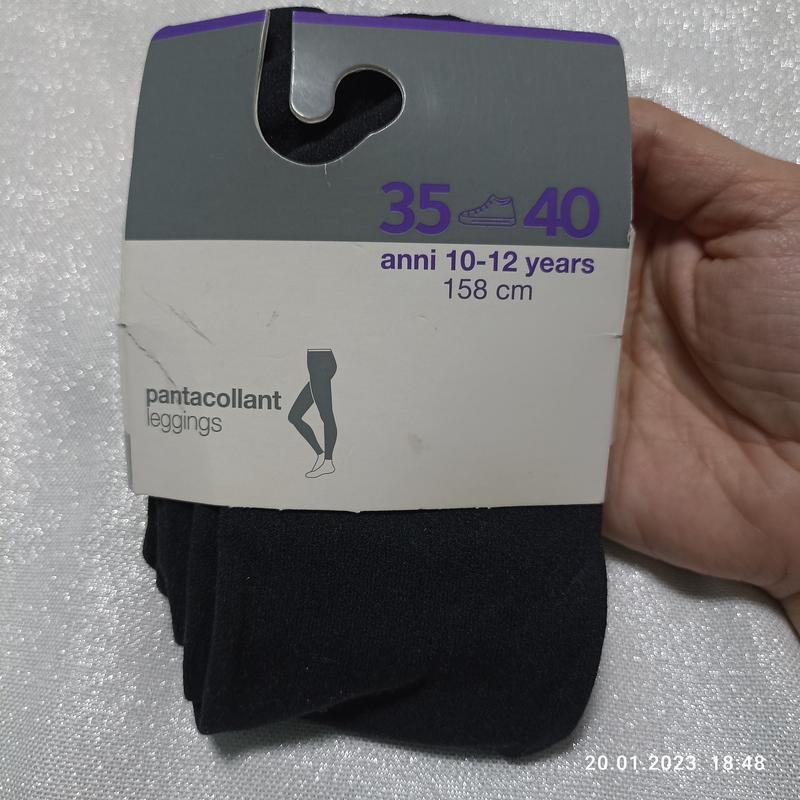 35 40
anni 10-12 years
158 cm
pantacollant
leggings
20.01.2023 18:48